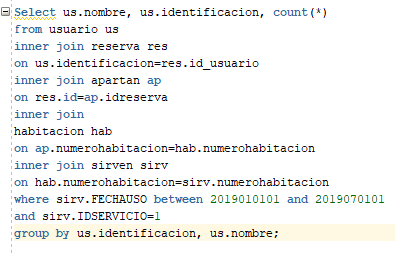 Select us.nombre, us.identificacion, count(*)
from usuario us
inner join reserva res
on us.identificacion=res.id_usuario
inner join apartan ap
on res.id=ap.idreserva
inner join
habitacion hab
on ap.numerohabitacion=hab.numerohabitacion
inner join sirven sirv
on hab.numerohabitacion=sirv.numerohabitacion
where sirv.FECHAUSO between 2019010101 and 2019070101
and sirv.IDSERVICIO=1
group by us.identificacion, us.nombre;